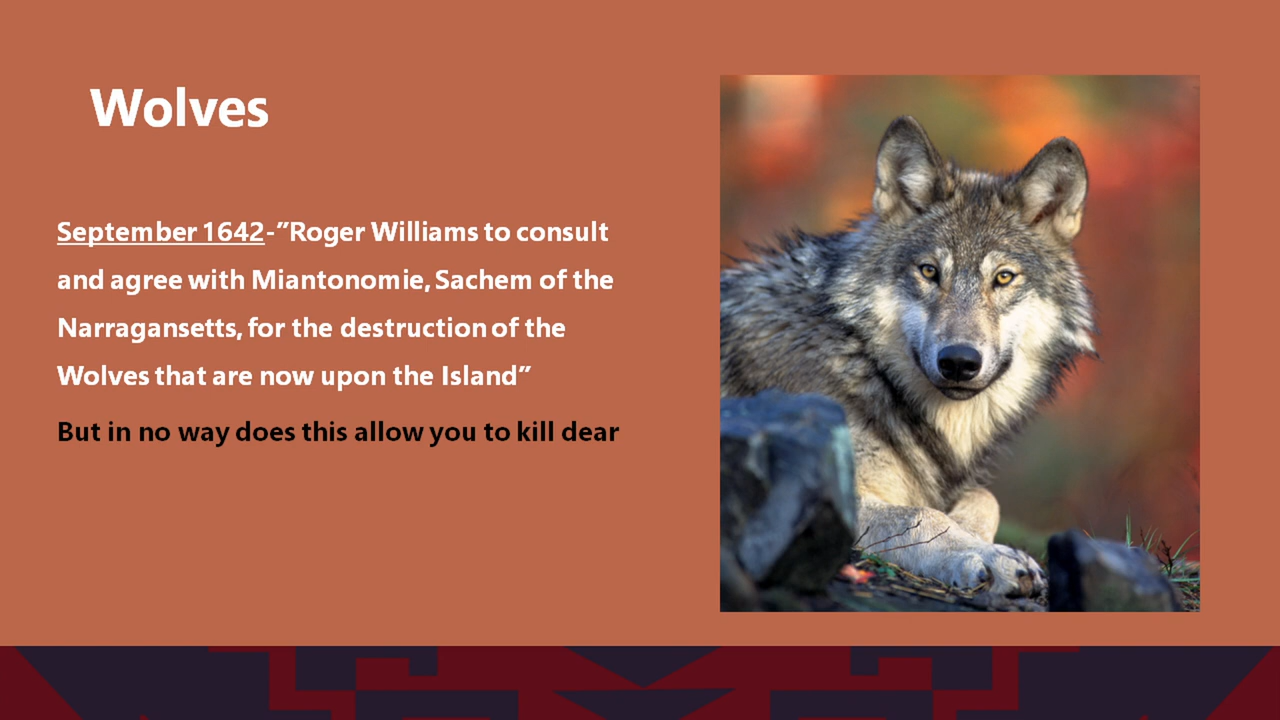 Wolves
September 1642-”Roger Williams to consult
and agree with Miantonomie, Sachem of the
Narragansetts, for the destruction of the
Wolves that are now upon the Island”
But in no way does this allow you to kill dear